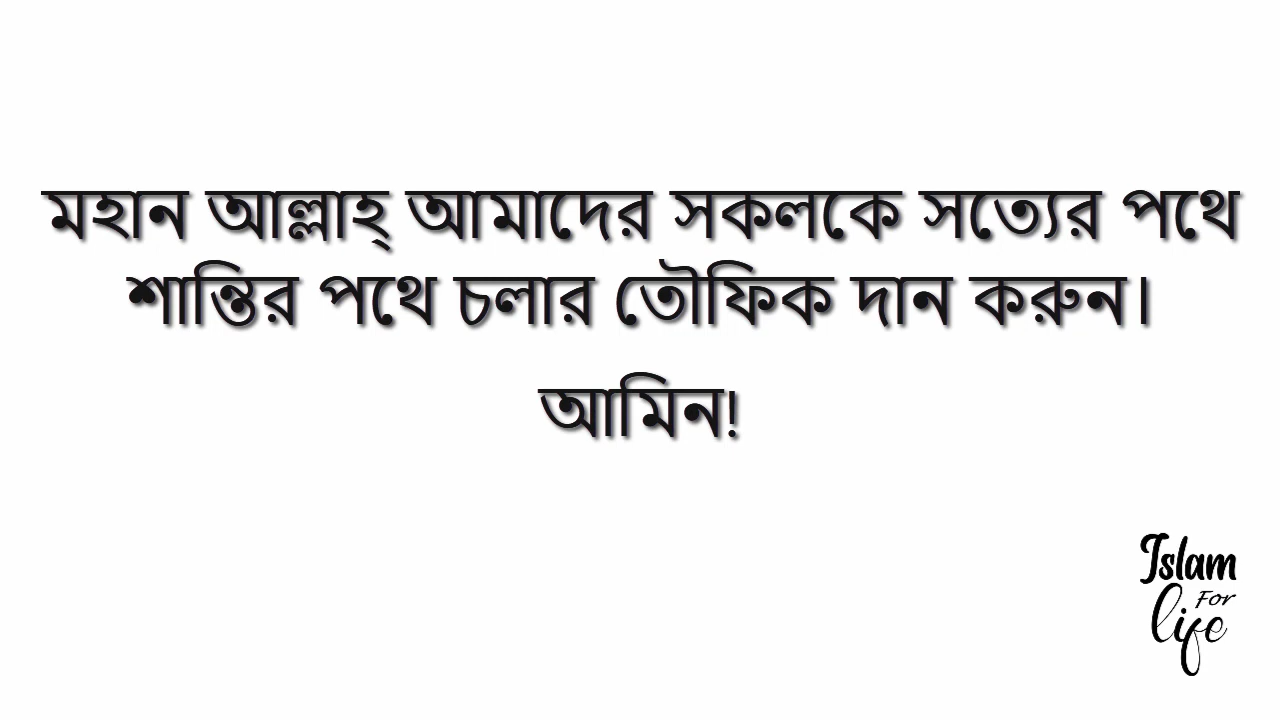 মহান আল্লাহ্ আমাদের সকলকে সত্যের পথে
শান্তির পথে চলার তৌফিক দান করুন।
আমিন!
Islam
For
life